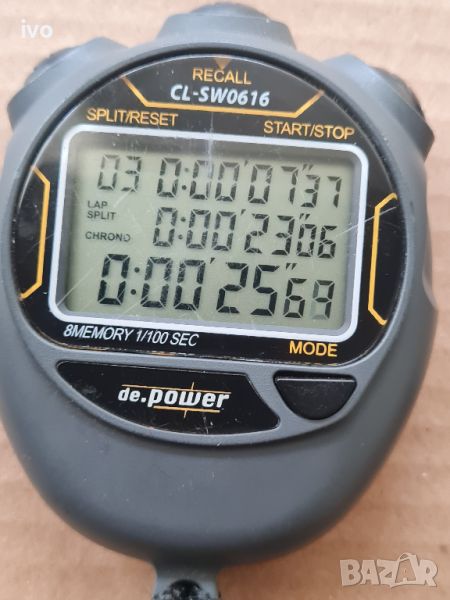 ivo
RECALL
CL-SW0616
SPLIT/RESET START/STOP
03 0:00'07"37
LAP
SPLIT 0:00'23"06
CHRONO
0:00'25"69
8MEMORY 1/100 SEC
MODE
de.power
BAZAR